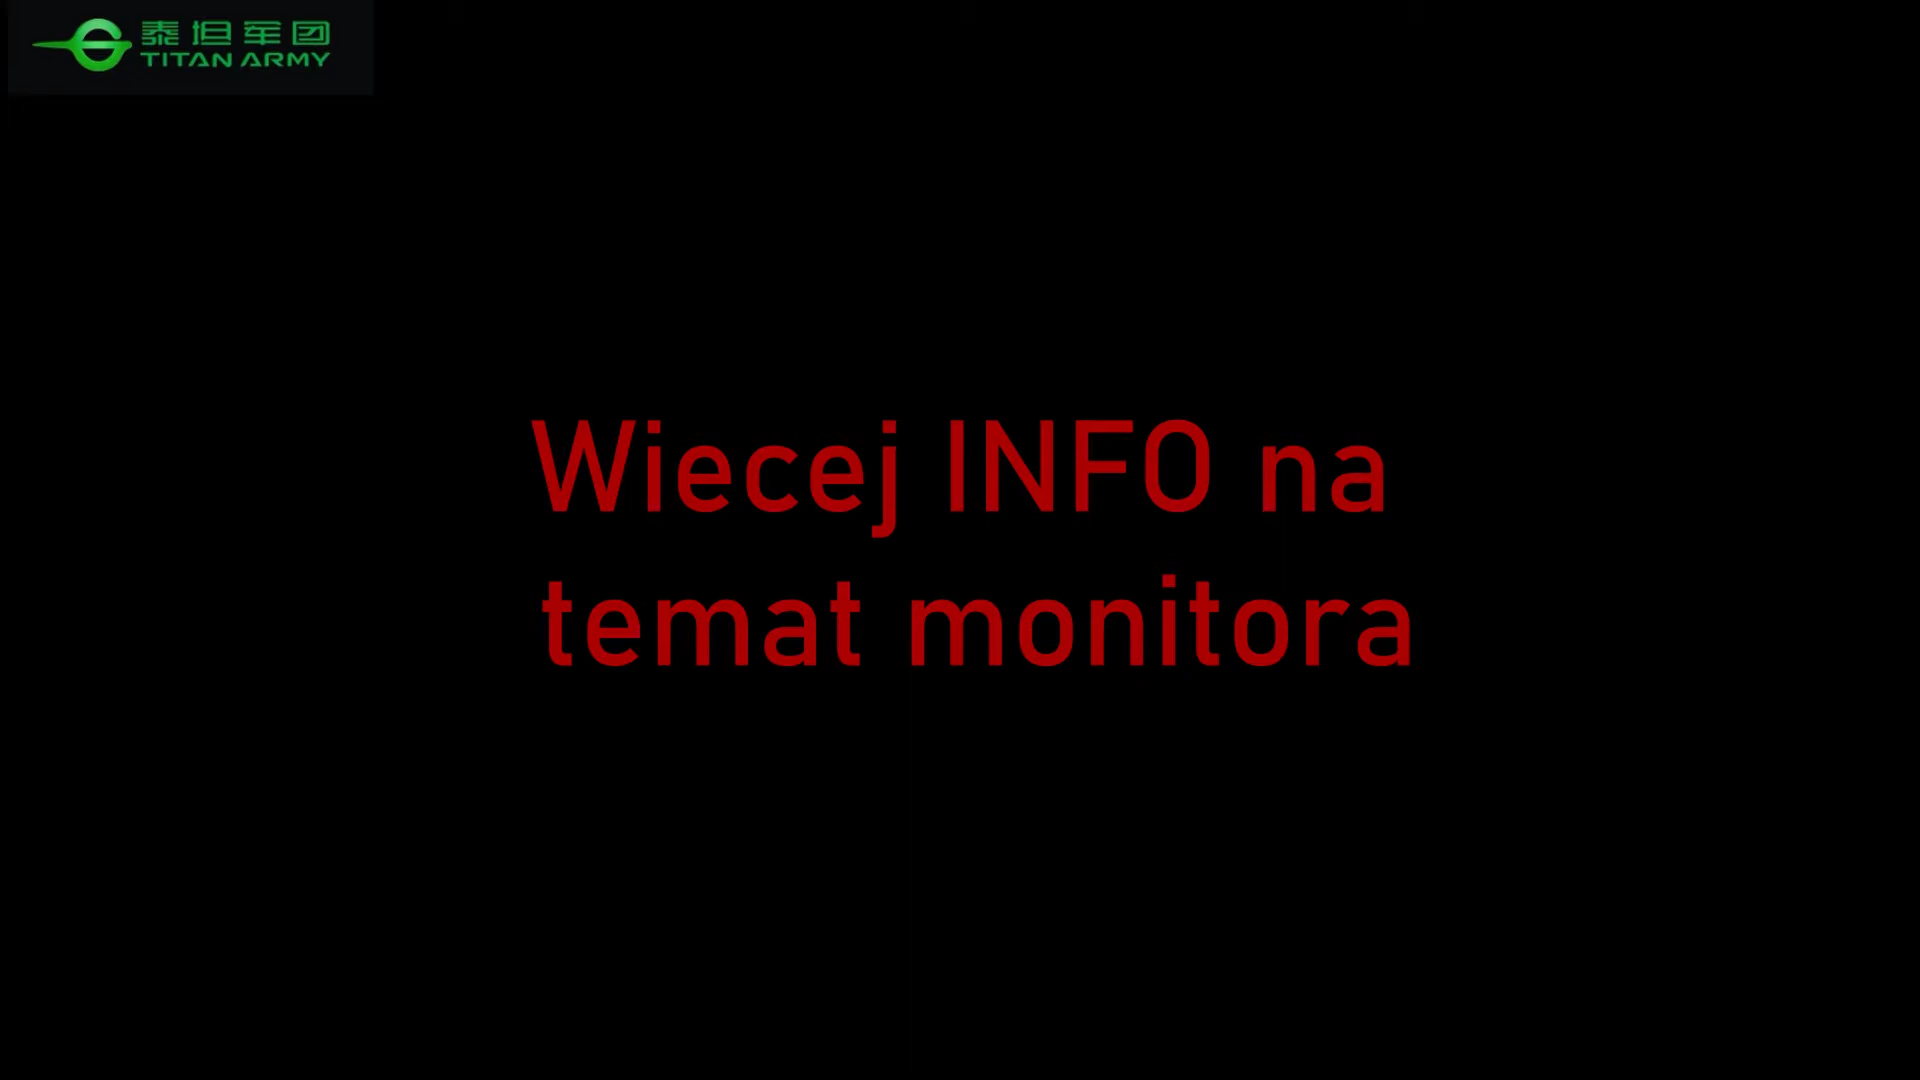 泰坦军团
TITAN ARMY
Wiecej INFO na
temat monitora